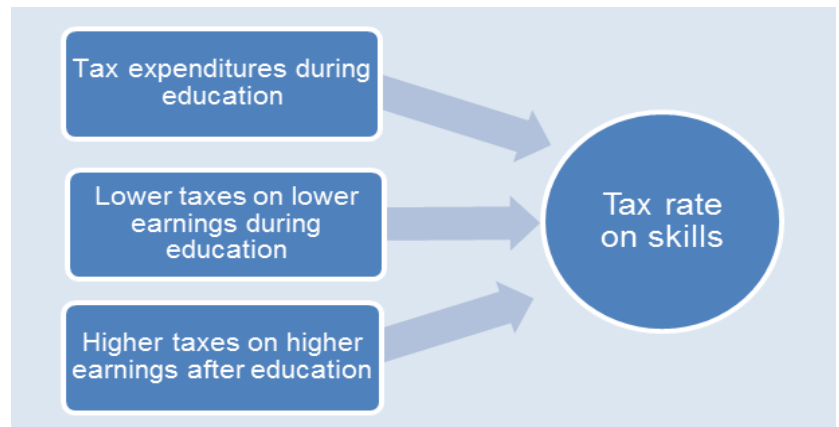 Tax expenditures during
education
Lower taxes on lower
earnings during
education
Higher taxes on higher
earnings after education
Tax rate
on skills